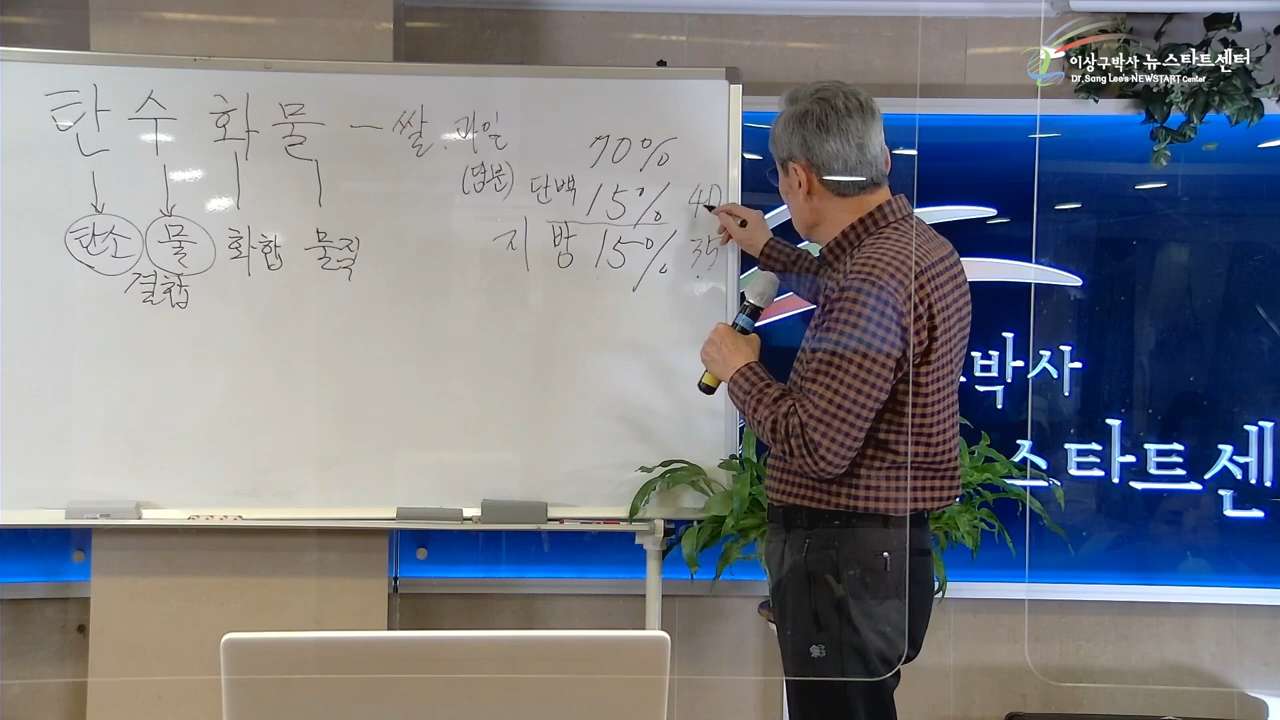 탄수화물 - 쌀.과일
70%
(덥분) 단백 15% 40
지방 15% 35
탄소 물 화합 물적
결합
이상구박사 뉴스타트센터
Dr. Sang Lee's NEWSTART Center
박사
스타트센